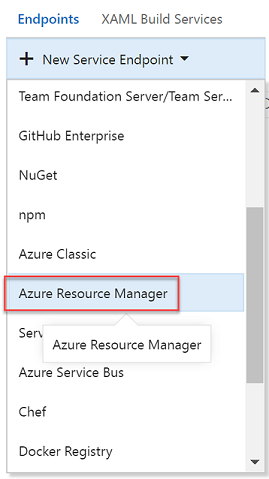 Endpoints XAML Build Services
+ New Service Endpoint
Team Foundation Server/Team Ser...
GitHub Enterprise
NuGet
npm
Azure Classic
Azure Resource Manager
Serv
Azure Resource Manager
Azure Service Bus
Chef
Docker Registry